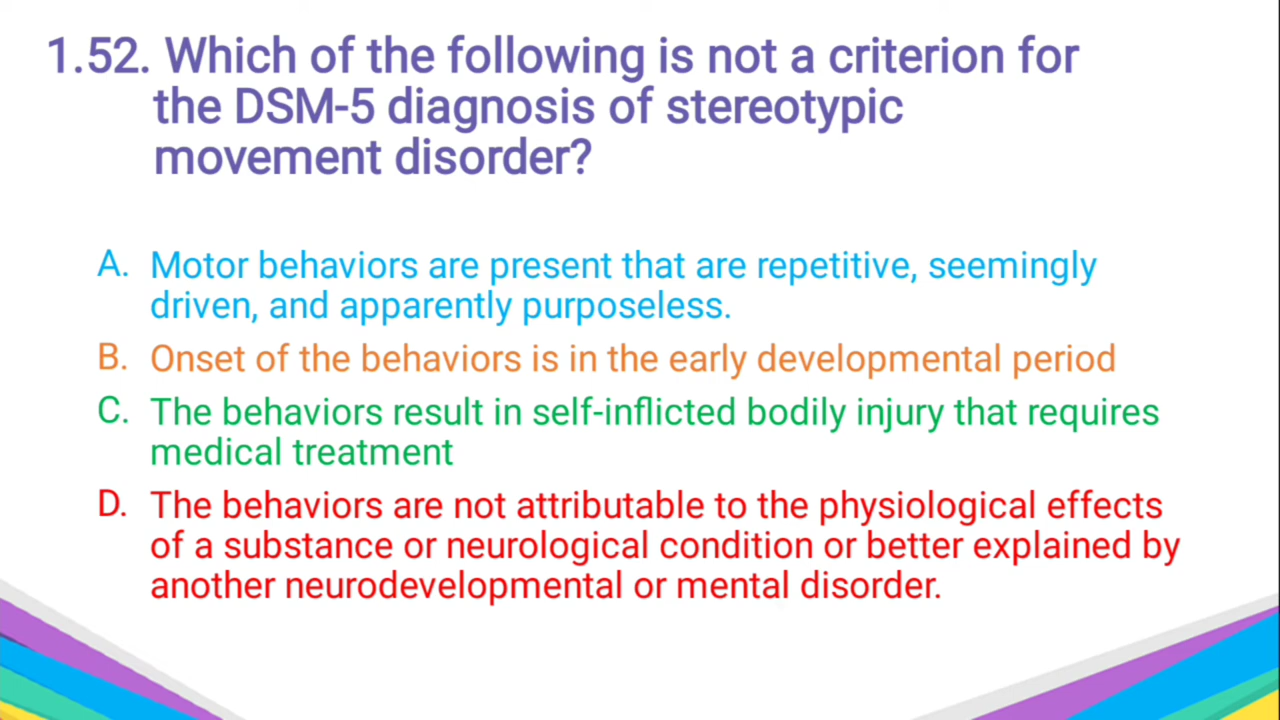 1.52. Which of the following is not a criterion for
the DSM-5 diagnosis of stereotypic
movement disorder?
A. Motor behaviors are present that are repetitive, seemingly
driven, and apparently purposeless.
B. Onset of the behaviors is in the early developmental period
C. The behaviors result in self-inflicted bodily injury that requires
medical treatment
D. The behaviors are not attributable to the physiological effects
of a substance or neurological condition or better explained by
another neurodevelopmental or mental disorder.